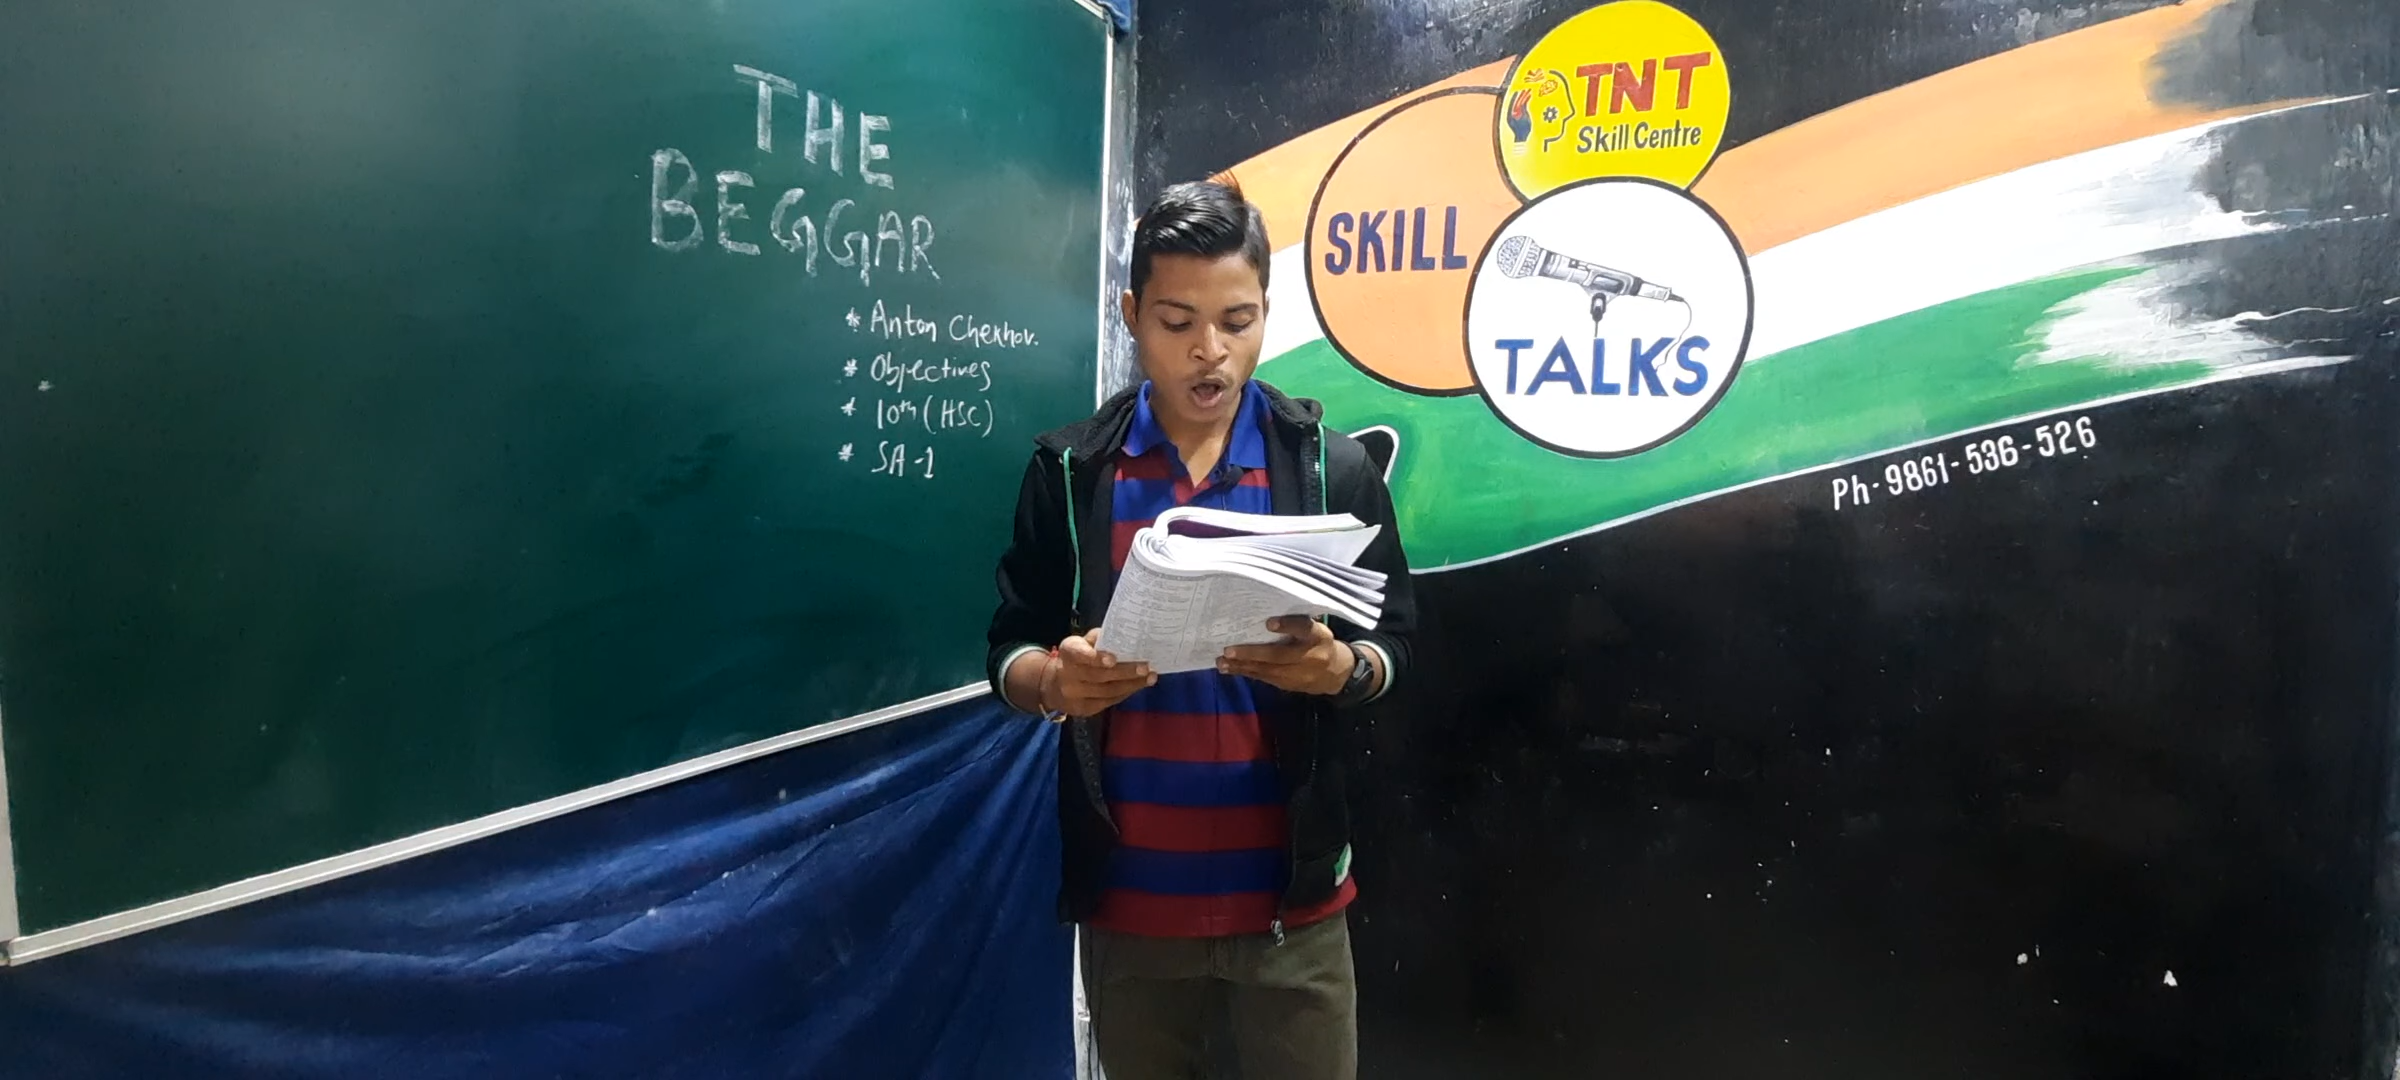 THE
BEGGAR
* Anton Chekhov.
* Objectives
* 10th (HSC)
* SA-1
TNT
Skill Centre
SKILL
TALKS
Ph-9861-536-526